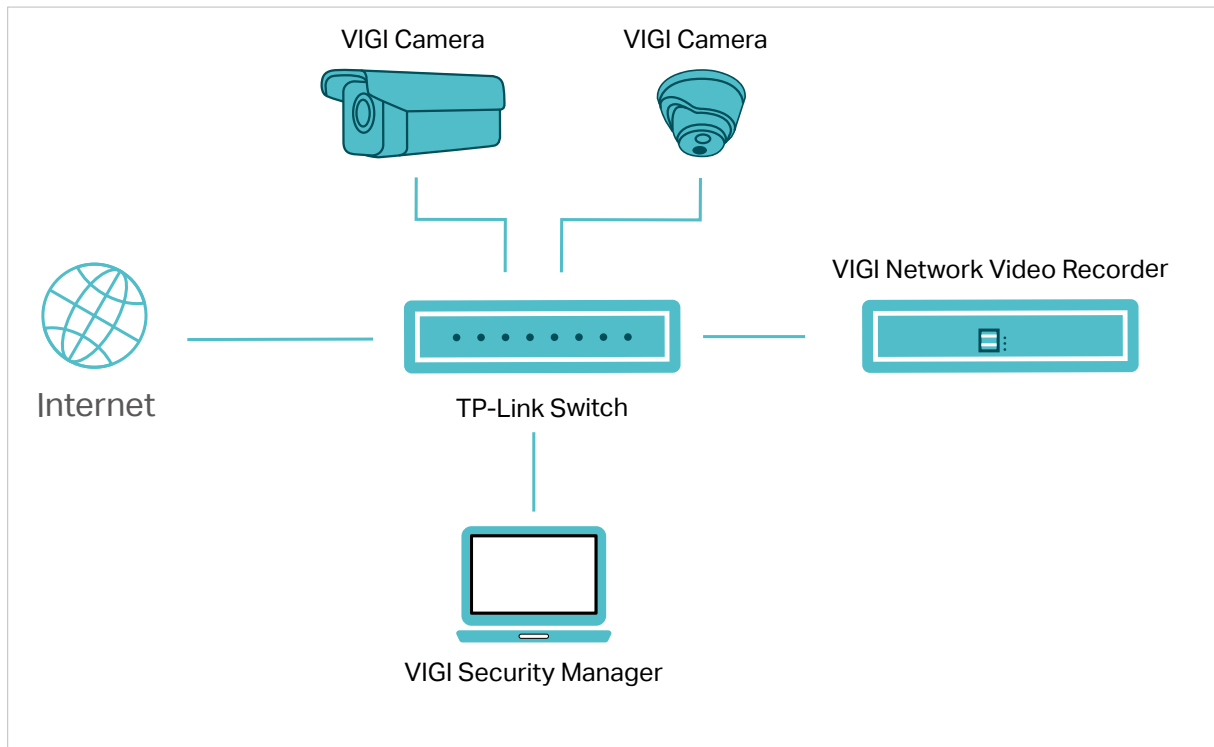 VIGI Camera
VIGI Camera
VIGI Network Video Recorder
Internet
TP-Link Switch
VIGI Security Manager